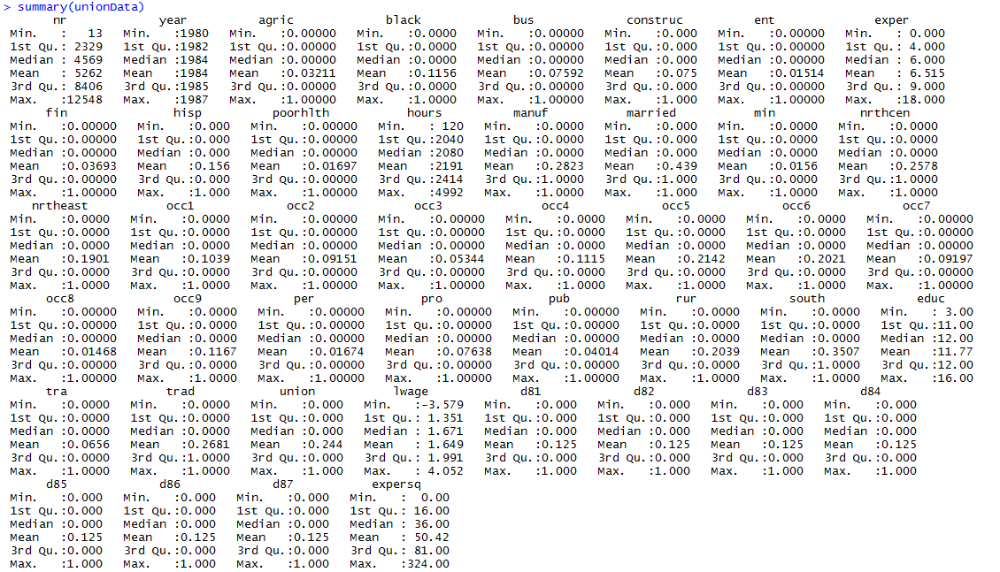 > summary(unionData)
nr year agric black bus construc ent exper
Min. : 13 Min. :1980 Min. :0.00000 Min. :0.0000 Min. :0.00000 Min. :0.000 Min. :0.00000 Min. : 0.000
1st Qu.: 2329 1st Qu.:1982 1st Qu.:0.00000 1st Qu.:0.0000 1st Qu.:0.00000 1st Qu.:0.000 1st Qu.:0.00000 1st Qu.: 4.000
Median : 4569 Median :1984 Median :0.00000 Median :0.0000 Median :0.00000 Median :0.000 Median :0.00000 Median : 6.000
Mean : 5262 Mean :1984 Mean :0.03211 Mean :0.1156 Mean :0.07592 Mean :0.075 Mean :0.01514 Mean : 6.515
3rd Qu.: 8406 3rd Qu.:1985 3rd Qu.:0.00000 3rd Qu.:0.0000 3rd Qu.:0.00000 3rd Qu.:0.000 3rd Qu.:0.00000 3rd Qu.: 9.000
Max. :12548 Max. :1987 Max. :1.00000 Max. :1.0000 Max. :1.00000 Max. :1.000 Max. :1.00000 Max. :18.000
fin hisp poorhlth hours manuf married min nrthcen
Min. :0.00000 Min. :0.000 Min. :0.00000 Min. : 120 Min. :0.0000 Min. :0.000 Min. :0.0000 Min. :0.0000
1st Qu.:0.00000 1st Qu.:0.000 1st Qu.:0.00000 1st Qu.:2040 1st Qu.:0.0000 1st Qu.:0.000 1st Qu.:0.0000 1st Qu.:0.0000
Median :0.00000 Median :0.000 Median :0.00000 Median :2080 Median :0.0000 Median :0.000 Median :0.0000 Median :0.0000
Mean :0.03693 Mean :0.156 Mean :0.01697 Mean :2191 Mean :0.2823 Mean :0.439 Mean :0.0156 Mean :0.2578
3rd Qu.:0.00000 3rd Qu.:0.000 3rd Qu.:0.00000 3rd Qu.:2414 3rd Qu.:1.0000 3rd Qu.:1.000 3rd Qu.:0.0000 3rd Qu.:1.0000
Max. :1.00000 Max. :1.000 Max. :1.00000 Max. :4992 Max. :1.0000 Max. :1.000 Max. :1.0000 Max. :1.0000
nrtheast occ1 occ2 occ3 occ4 occ5 occ6 occ7
Min. :0.0000 Min. :0.0000 Min. :0.00000 Min. :0.00000 Min. :0.0000 Min. :0.0000 Min. :0.0000 Min. :0.00000
1st Qu.:0.0000 1st Qu.:0.0000 1st Qu.:0.00000 1st Qu.:0.00000 1st Qu.:0.0000 1st Qu.:0.0000 1st Qu.:0.0000 1st Qu.:0.00000
Median :0.0000 Median :0.0000 Median :0.00000 Median :0.00000 Median :0.0000 Median :0.0000 Median :0.0000 Median :0.00000
Mean :0.1901 Mean :0.1039 Mean :0.09151 Mean :0.05344 Mean :0.1115 Mean :0.2142 Mean :0.2021 Mean :0.09197
3rd Qu.:0.0000 3rd Qu.:0.0000 3rd Qu.:0.00000 3rd Qu.:0.00000 3rd Qu.:0.0000 3rd Qu.:0.0000 3rd Qu.:0.0000 3rd Qu.:0.00000
Max. :1.0000 Max. :1.0000 Max. :1.00000 Max. :1.00000 Max. :1.0000 Max. :1.0000 Max. :1.0000 Max. :1.00000
occ8 occ9 per pro pub rur south educ
Min. :0.00000 Min. :0.0000 Min. :0.00000 Min. :0.00000 Min. :0.00000 Min. :0.0000 Min. :0.0000 Min. : 3.00
1st Qu.:0.00000 1st Qu.:0.0000 1st Qu.:0.00000 1st Qu.:0.00000 1st Qu.:0.00000 1st Qu.:0.0000 1st Qu.:0.0000 1st Qu.:11.00
Median :0.00000 Median :0.0000 Median :0.00000 Median :0.00000 Median :0.00000 Median :0.0000 Median :0.0000 Median :12.00
Mean :0.01468 Mean :0.1167 Mean :0.01674 Mean :0.07638 Mean :0.04014 Mean :0.2039 Mean :0.3507 Mean :11.77
3rd Qu.:0.00000 3rd Qu.:0.0000 3rd Qu.:0.00000 3rd Qu.:0.00000 3rd Qu.:0.00000 3rd Qu.:0.0000 3rd Qu.:1.0000 3rd Qu.:12.00
Max. :1.00000 Max. :1.0000 Max. :1.00000 Max. :1.00000 Max. :1.00000 Max. :1.0000 Max. :1.0000 Max. :16.00
tra trad union lwage d81 d82 d83 d84
Min. :0.0000 Min. :0.0000 Min. :0.000 Min. :-3.579 Min. :0.000 Min. :0.000 Min. :0.000 Min. :0.000
1st Qu.:0.0000 1st Qu.:0.0000 1st Qu.:0.000 1st Qu.: 1.351 1st Qu.:0.000 1st Qu.:0.000 1st Qu.:0.000 1st Qu.:0.000
Median :0.0000 Median :0.0000 Median :0.000 Median : 1.671 Median :0.000 Median :0.000 Median :0.000 Median :0.000
Mean :0.0656 Mean :0.2681 Mean :0.244 Mean : 1.649 Mean :0.125 Mean :0.125 Mean :0.125 Mean :0.125
3rd Qu.:0.0000 3rd Qu.:1.0000 3rd Qu.:0.000 3rd Qu.: 1.991 3rd Qu.:0.000 3rd Qu.:0.000 3rd Qu.:0.000 3rd Qu.:0.000
Max. :1.0000 Max. :1.0000 Max. :1.000 Max. : 4.052 Max. :1.000 Max. :1.000 Max. :1.000 Max. :1.000
d85 d86 d87 expersq
Min. :0.000 Min. :0.000 Min. :0.000 Min. : 0.00
1st Qu.:0.000 1st Qu.:0.000 1st Qu.:0.000 1st Qu.: 16.00
Median :0.000 Median :0.000 Median :0.000 Median : 36.00
Mean :0.125 Mean :0.125 Mean :0.125 Mean : 50.42
3rd Qu.:0.000 3rd Qu.:0.000 3rd Qu.:0.000 3rd Qu.: 81.00
Max. :1.000 Max. :1.000 Max. :1.000 Max. :324.00